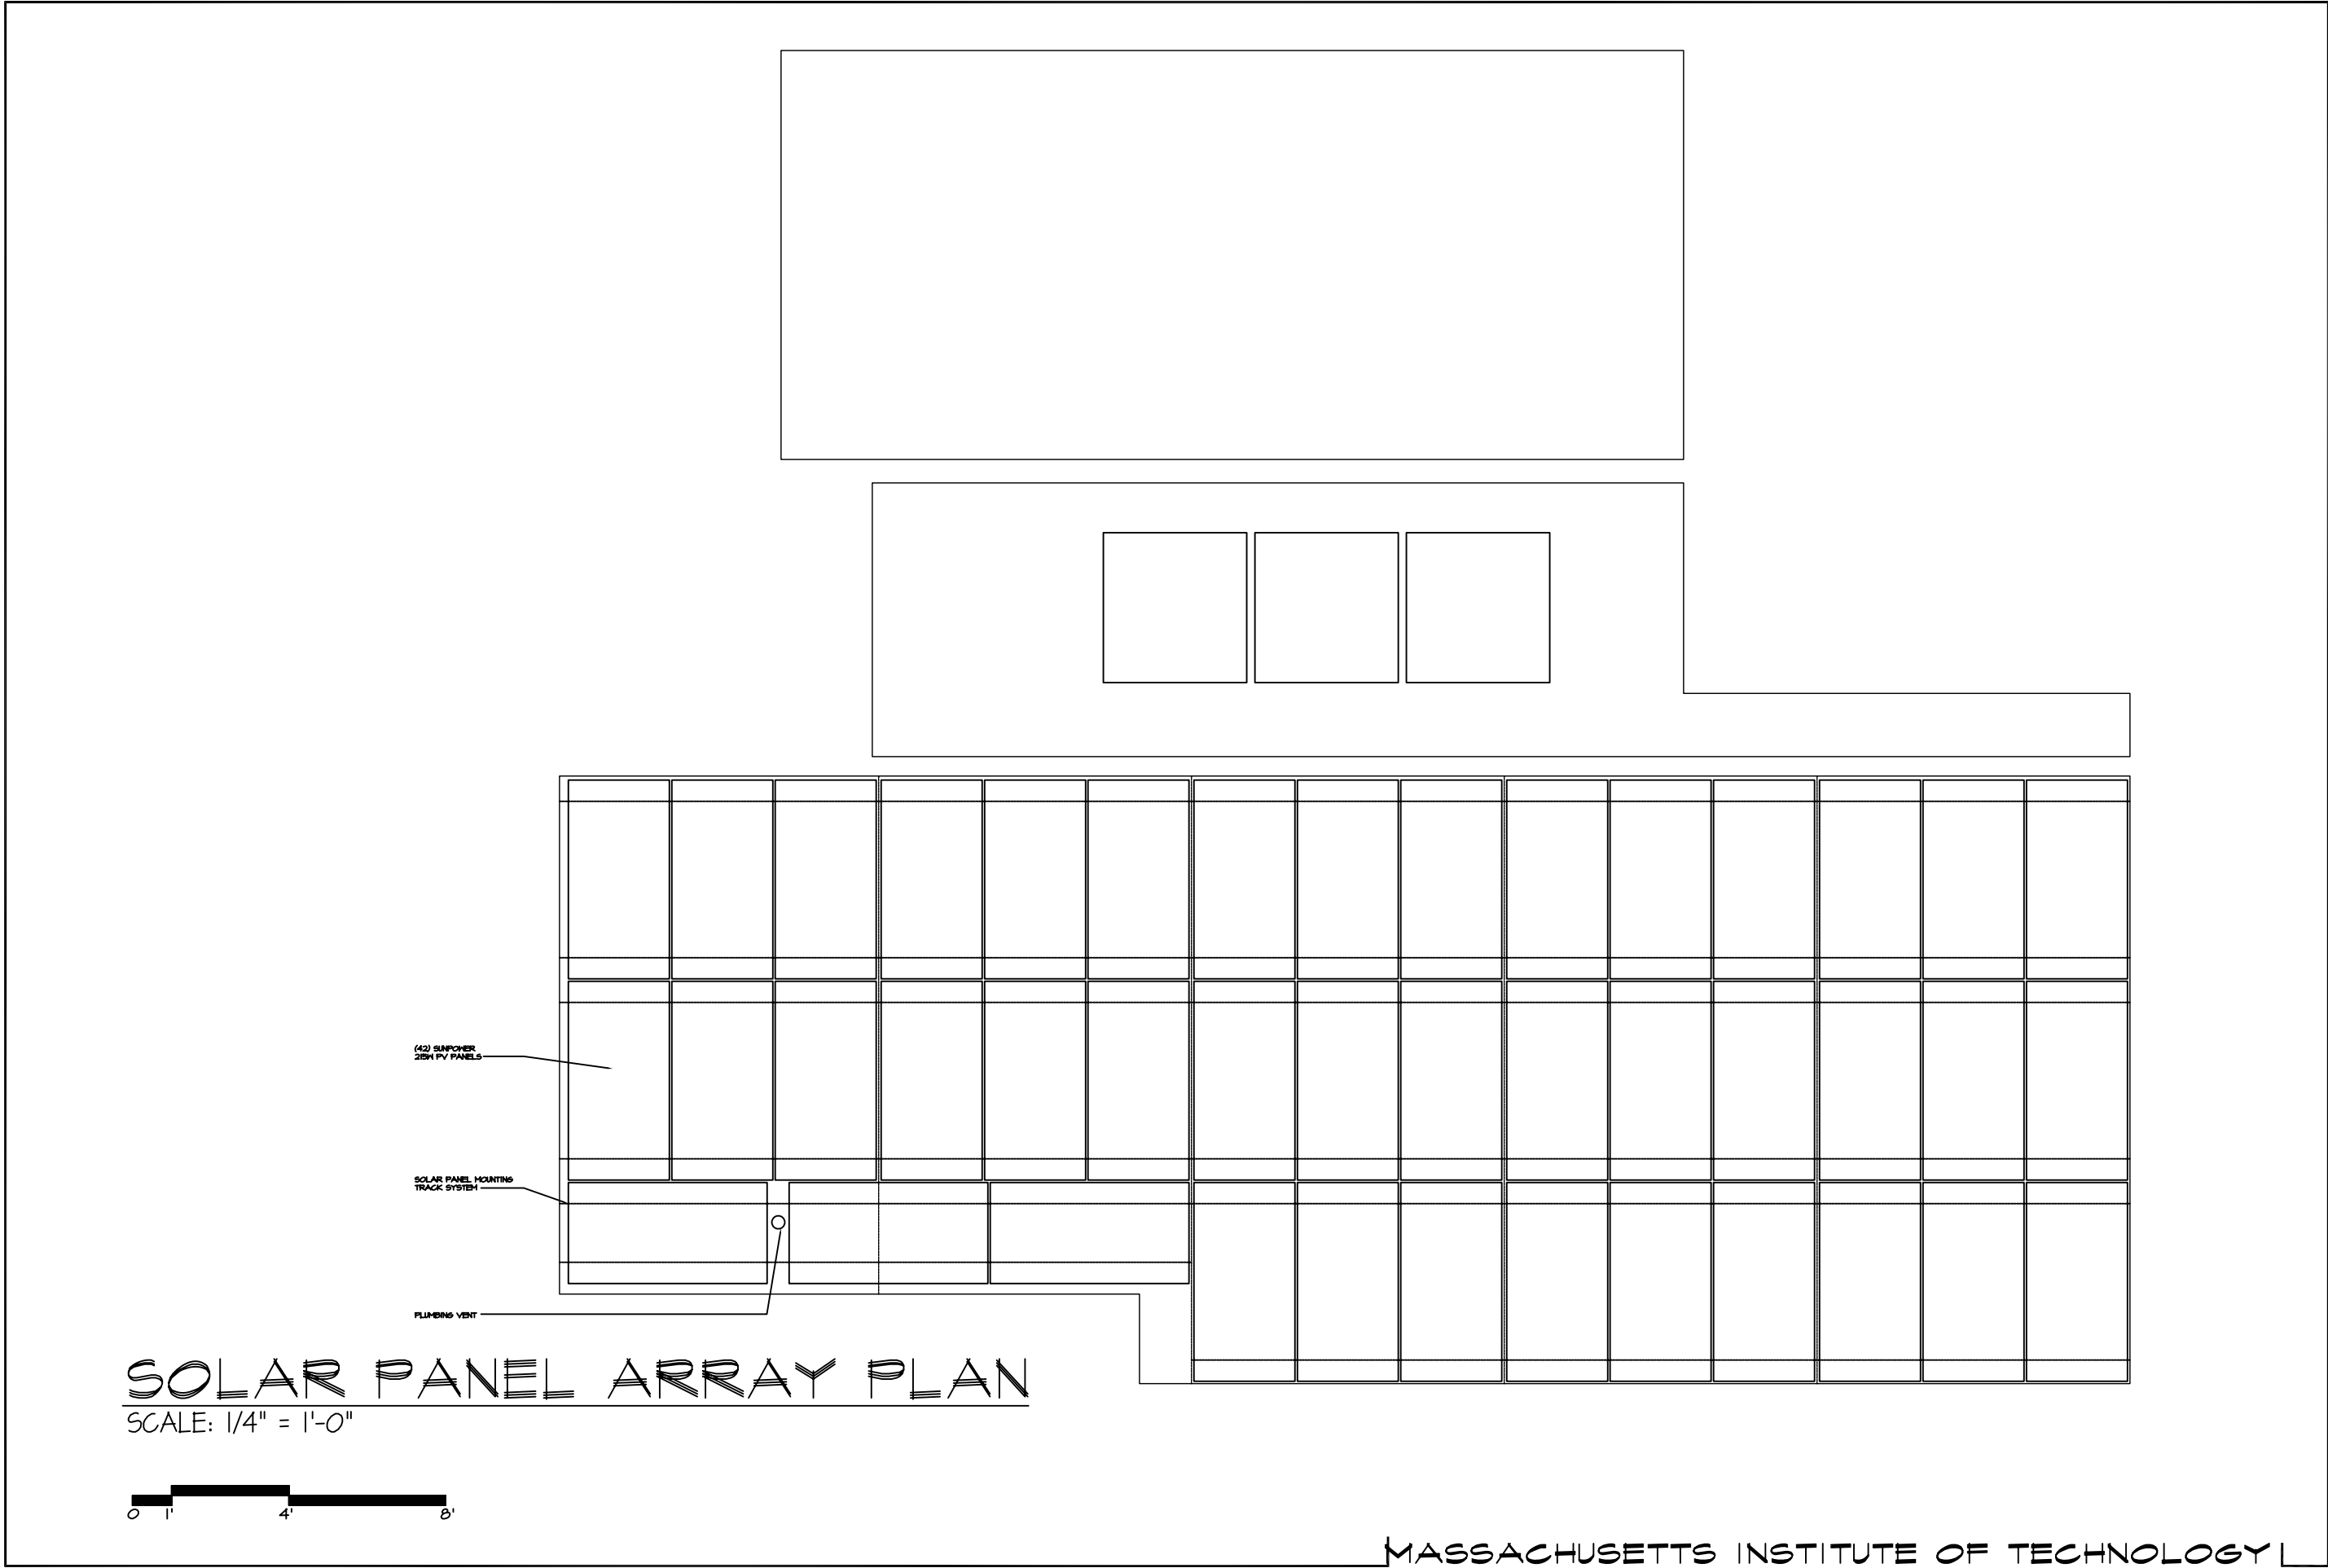 (42) SUNPOWER
215W PV PANELS
SOLAR PANEL MOUNTING
TRACK SYSTEM
PLUMBING VENT
SOLAR PANEL ARRAY PLAN
SCALE: 1/4" = 1'-0"
0 1' 4' 8'
MASSACHUSETTS INSTITUTE OF TECHNOLOGY